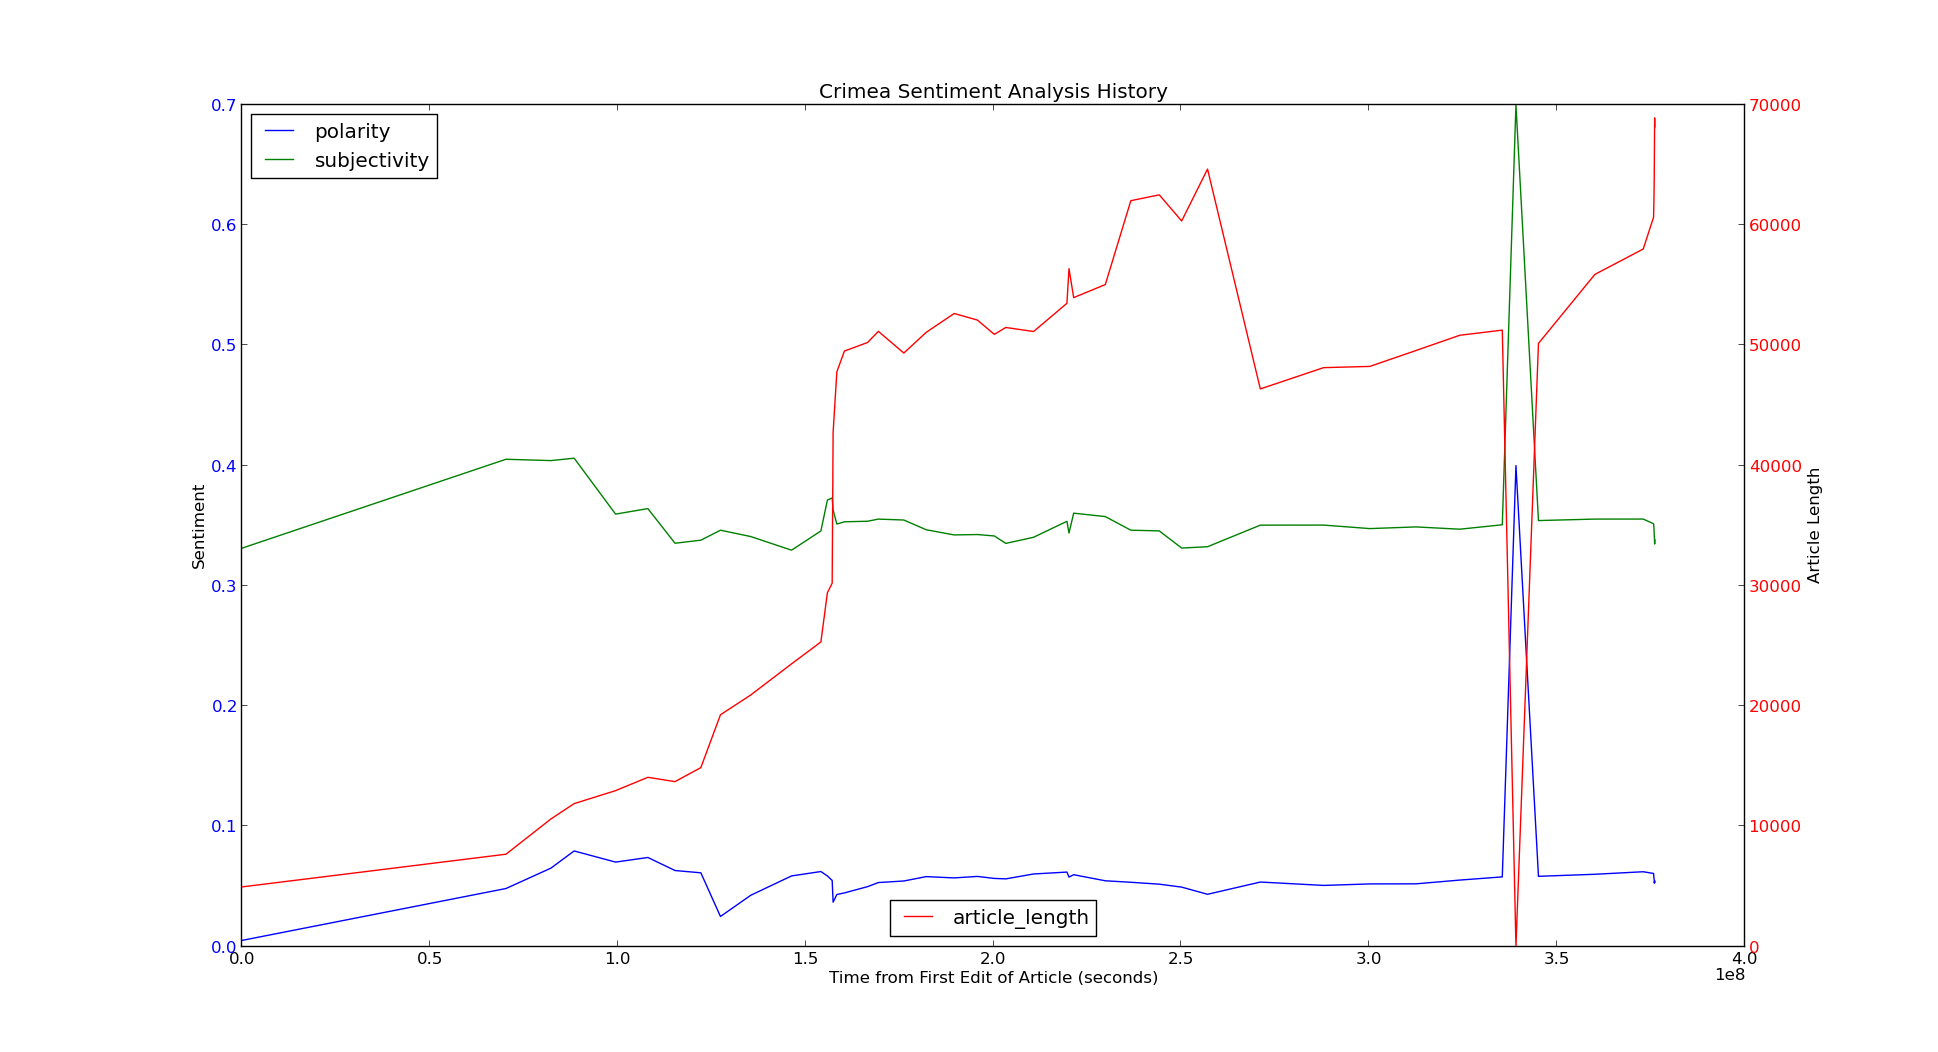 Crimea Sentiment Analysis History
polarity
subjectivity
article_length
Sentiment
0.7
0.6
0.5
0.4
0.3
0.2
0.1
0.0
Article Length
70000
60000
50000
40000
30000
20000
10000
0
0.0 0.5 1.0 1.5 2.0 2.5 3.0 3.5 4.0
1e8
Time from First Edit of Article (seconds)